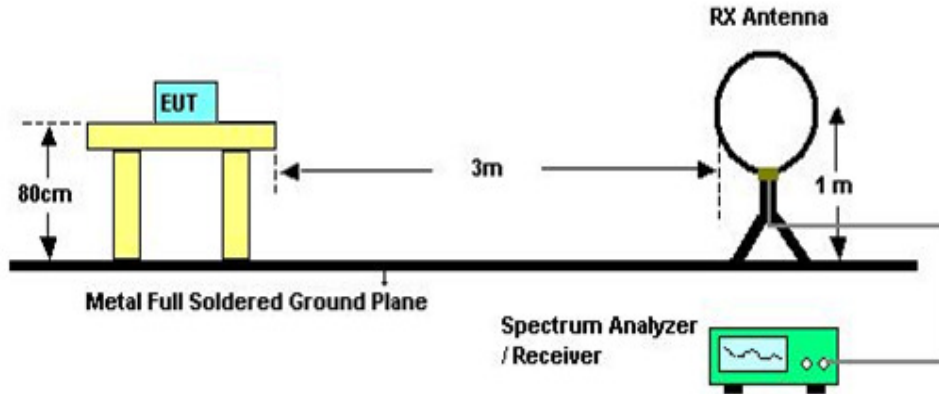 RX Antenna
EUT
3m
80cm
1 m
Metal Full Soldered Ground Plane
Spectrum Analyzer
/ Receiver